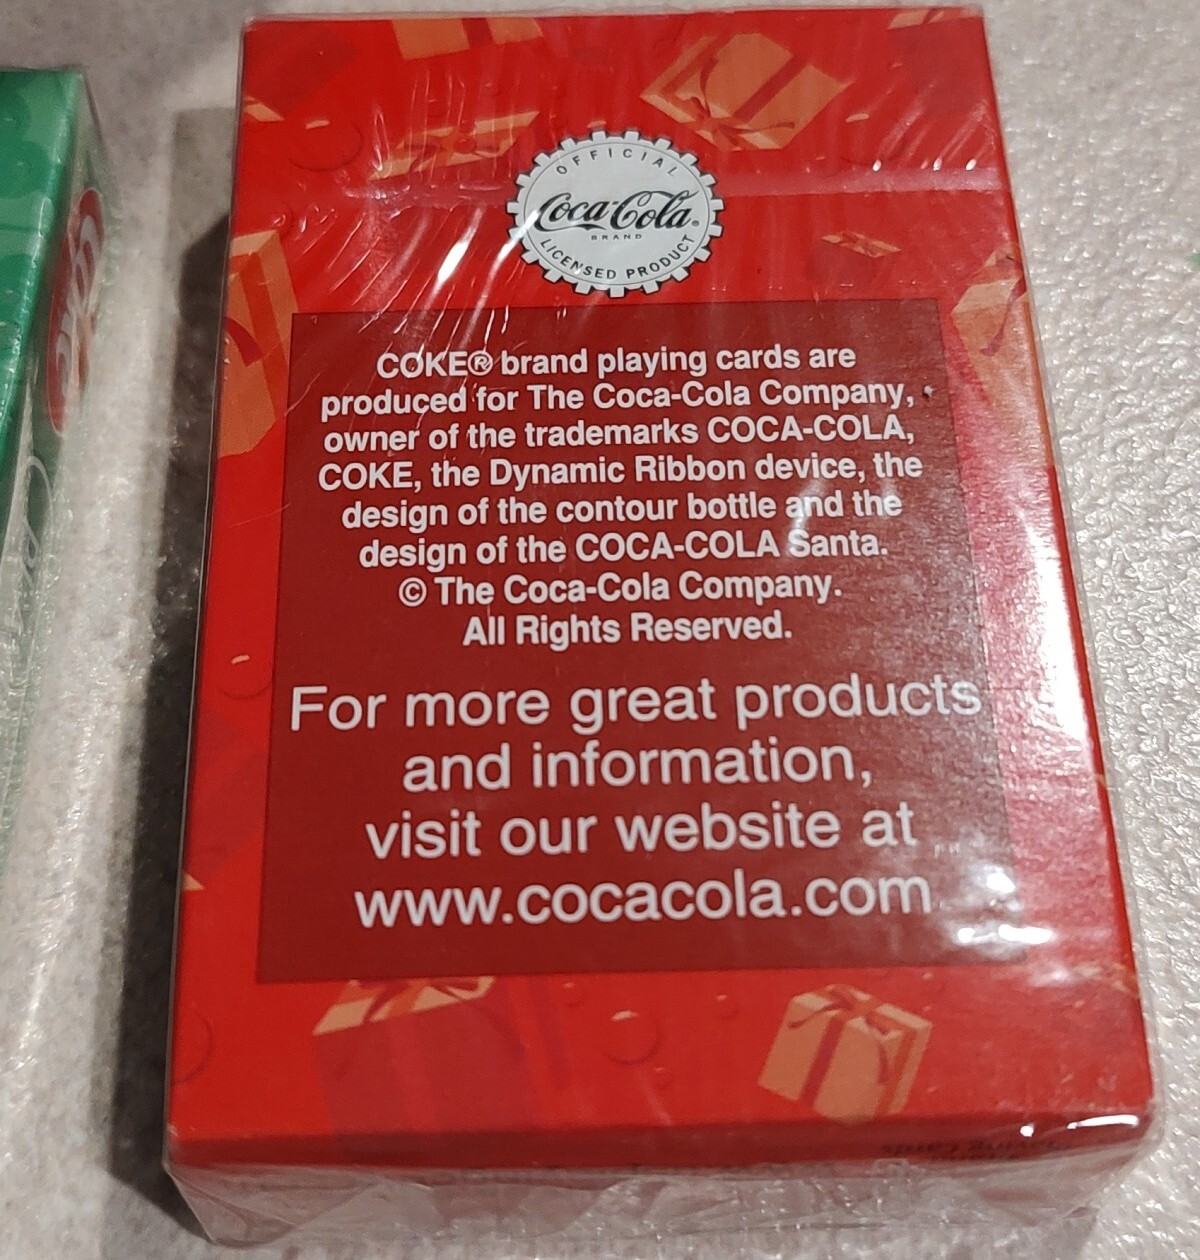 OFFICIAL
Coca-Cola®
BRAND
LICENSED PRODUCT
COKE® brand playing cards are
produced for The Coca-Cola Company,
owner of the trademarks COCA-COLA,
COKE, the Dynamic Ribbon device, the
design of the contour bottle and the
design of the COCA-COLA Santa.
© The Coca-Cola Company.
All Rights Reserved.
For more great products
and information,
visit our website at
www.cocacola.com